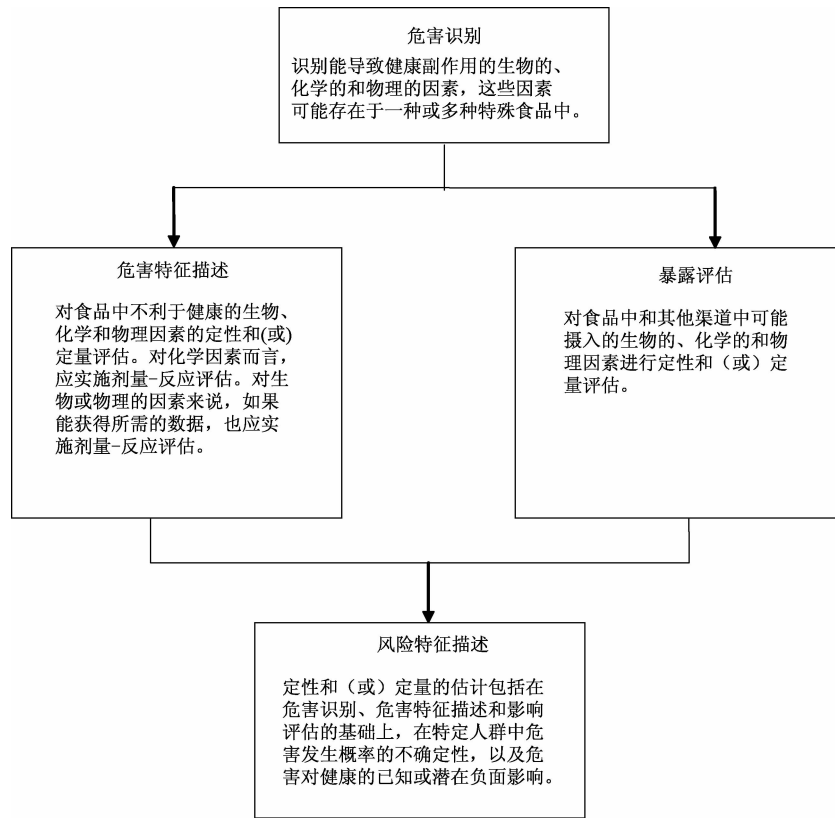 危害识别
识别能导致健康副作用的生物的、
化学的和物理的因素，这些因素
可能存在于一种或多种特殊食品中。
危害特征描述
对食品中不利于健康的生物、
化学和物理因素的定性和(或)
定量评估。对化学因素而言，
应实施剂量-反应评估。对生
物或物理的因素来说，如果
能获得所需的数据，也应实
施剂量-反应评估。
暴露评估
对食品中和其他渠道中可能
摄入的生物的、化学的和物
理因素进行定性和（或）定
量评估。
风险特征描述
定性和（或）定量的估计包括在
危害识别、危害特征描述和影响
评估的基础上，在特定人群中危
害发生概率的不确定性，以及危
害对健康的已知或潜在负面影响。